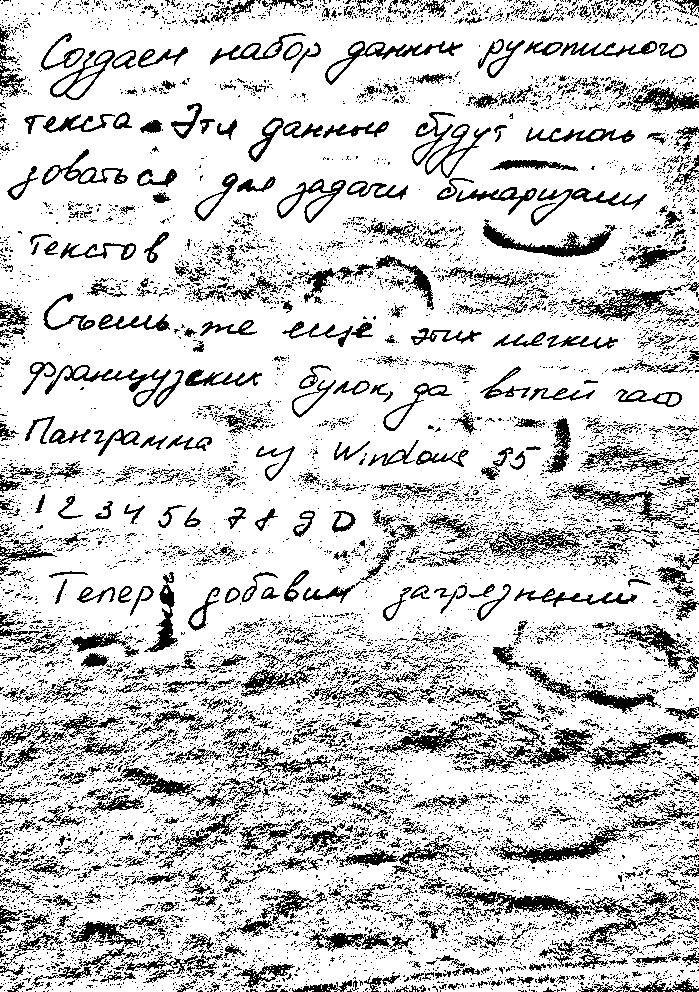 Создаем набор данных рукописного
текста. Эти данные будут исполь-
зоваться для задачи бинаризации
текстов
Съешь же ещё этих мягких
французских булок, да выпей чаю
Панграмма из Windows 95
1 2 3 4 5 6 7 8 9 0
Теперь добавим загрязнений